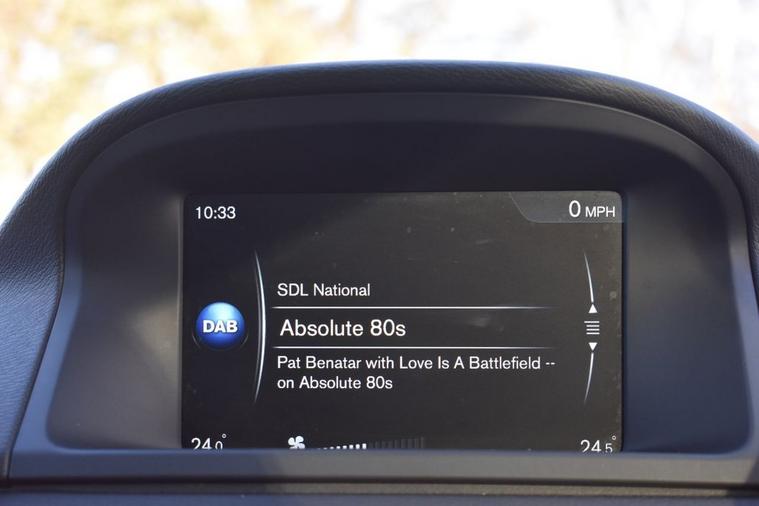 10:33
0 MPH
SDL National
DAB
Absolute 80s
Pat Benatar with Love Is A Battlefield --
on Absolute 80s
24.0°
24.5°